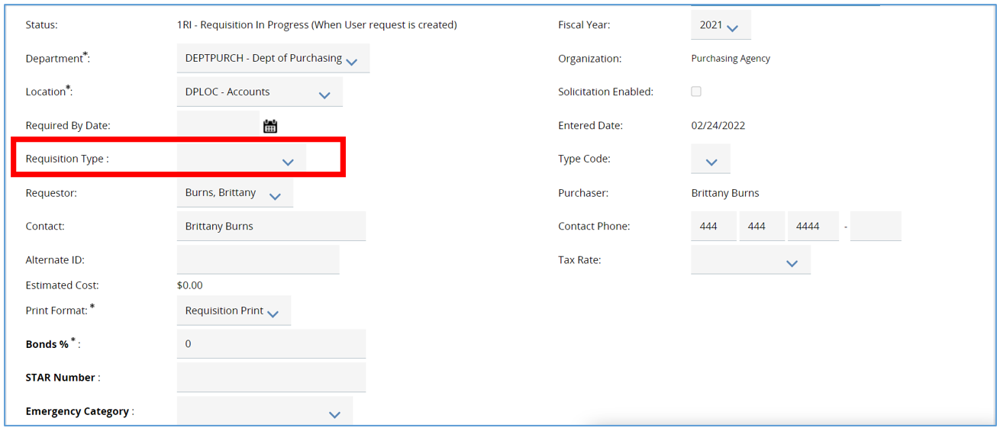 Status: 1RI - Requisition In Progress (When User request is created) Fiscal Year: 2021
Department*: DEPTPURCH - Dept of Purchasing Organization: Purchasing Agency
Location*: DPLOC - Accounts Solicitation Enabled:
Required By Date: Entered Date: 02/24/2022
Requisition Type : Type Code:
Requestor: Burns, Brittany Purchaser: Brittany Burns
Contact: Brittany Burns Contact Phone: 444 444 4444 -
Alternate ID: Tax Rate:
Estimated Cost: $0.00
Print Format: * Requisition Print
Bonds % * : 0
STAR Number :
Emergency Category :